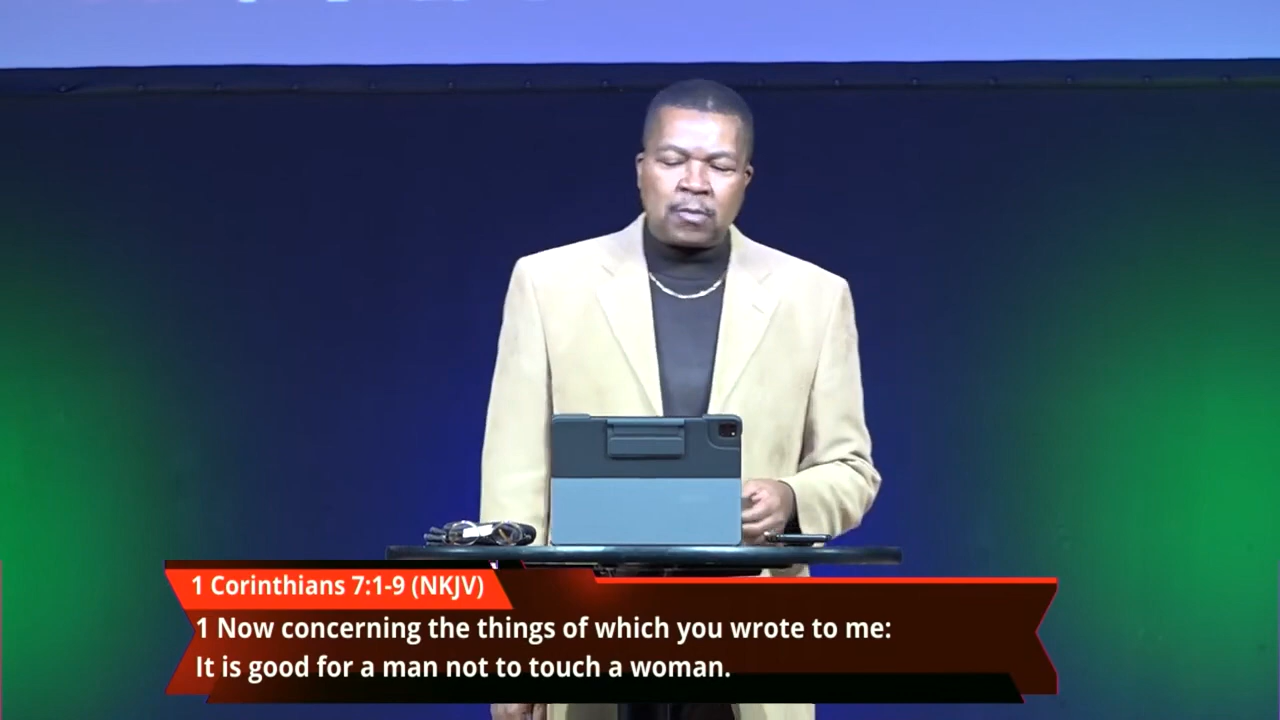 1 Corinthians 7:1-9 (NKJV)
1 Now concerning the things of which you wrote to me:
It is good for a man not to touch a woman.